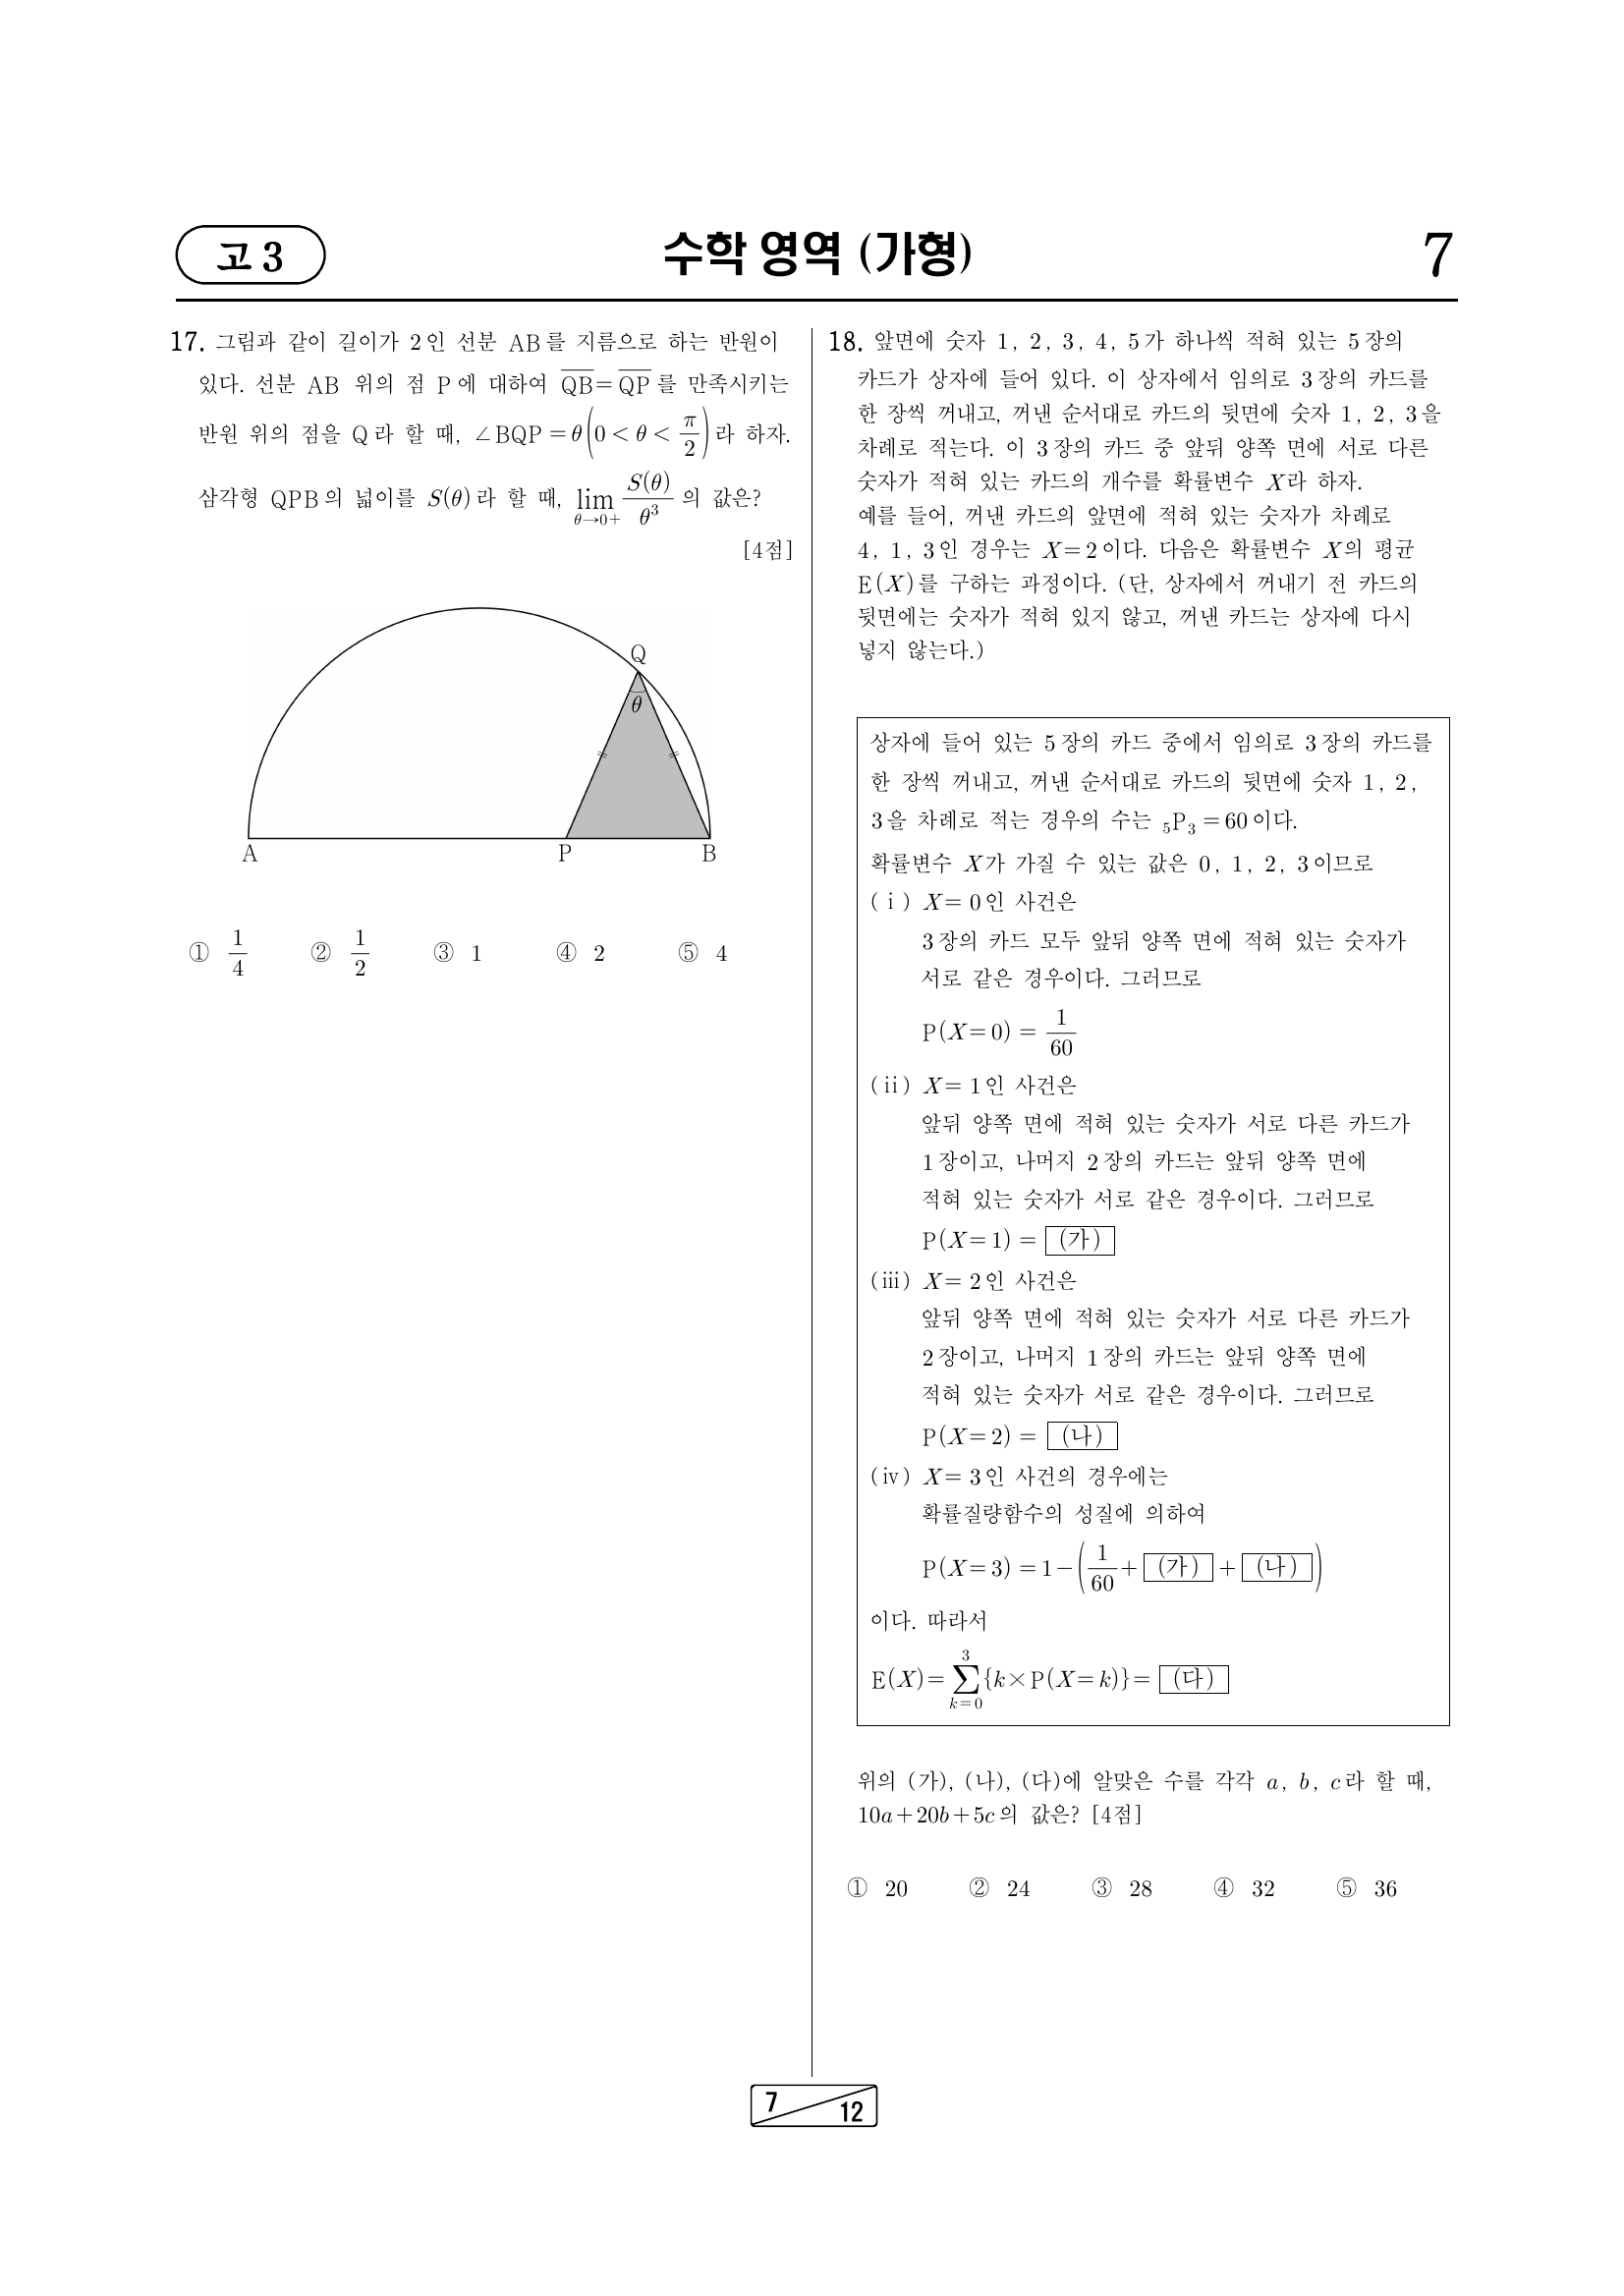 고 3
수학 영역 (가형)
7
17. 그림과 같이 길이가 2인 선분 AB를 지름으로 하는 반원이
있다. 선분 AB 위의 점 P에 대하여 \overline{QB}=\overline{QP}를 만족시키는
반원 위의 점을 Q라 할 때, ∠BQP=θ(0<θ<\frac{π}{2})라 하자.
삼각형 QPB의 넓이를 S(θ)라 할 때, \lim_{θ→0+}\frac{S(θ)}{θ^3}의 값은?
[4점]
Q
θ
A
P
B
① \frac{1}{4} ② \frac{1}{2} ③ 1 ④ 2 ⑤ 4
18. 앞면에 숫자 1, 2, 3, 4, 5가 하나씩 적혀 있는 5장의
카드가 상자에 들어 있다. 이 상자에서 임의로 3장의 카드를
한 장씩 꺼내고, 꺼낸 순서대로 카드의 뒷면에 숫자 1, 2, 3을
차례로 적는다. 이 3장의 카드 중 앞뒤 양쪽 면에 서로 다른
숫자가 적혀 있는 카드의 개수를 확률변수 X라 하자.
예를 들어, 꺼낸 카드의 앞면에 적혀 있는 숫자가 차례로
4, 1, 3인 경우는 X=2이다. 다음은 확률변수 X의 평균
E(X)를 구하는 과정이다. (단, 상자에서 꺼내기 전 카드의
뒷면에는 숫자가 적혀 있지 않고, 꺼낸 카드는 상자에 다시
넣지 않는다.)
상자에 들어 있는 5장의 카드 중에서 임의로 3장의 카드를
한 장씩 꺼내고, 꺼낸 순서대로 카드의 뒷면에 숫자 1, 2,
3을 차례로 적는 경우의 수는 _5P_3=60이다.
확률변수 X가 가질 수 있는 값은 0, 1, 2, 3이므로
(ⅰ) X=0인 사건은
3장의 카드 모두 앞뒤 양쪽 면에 적혀 있는 숫자가
서로 같은 경우이다. 그러므로
P(X=0)=\frac{1}{60}
(ⅱ) X=1인 사건은
앞뒤 양쪽 면에 적혀 있는 숫자가 서로 다른 카드가
1장이고, 나머지 2장의 카드는 앞뒤 양쪽 면에
적혀 있는 숫자가 서로 같은 경우이다. 그러므로
P(X=1)= (가)
(ⅲ) X=2인 사건은
앞뒤 양쪽 면에 적혀 있는 숫자가 서로 다른 카드가
2장이고, 나머지 1장의 카드는 앞뒤 양쪽 면에
적혀 있는 숫자가 서로 같은 경우이다. 그러므로
P(X=2)= (나)
(ⅳ) X=3인 사건의 경우에는
확률질량함수의 성질에 의하여
P(X=3)=1-(\frac{1}{60}+ (가) + (나) )
이다. 따라서
E(X)=\sum_{k=0}^{3}{k×P(X=k)}= (다)
위의 (가), (나), (다)에 알맞은 수를 각각 a, b, c라 할 때,
10a+20b+5c의 값은? [4점]
① 20 ② 24 ③ 28 ④ 32 ⑤ 36
7
12